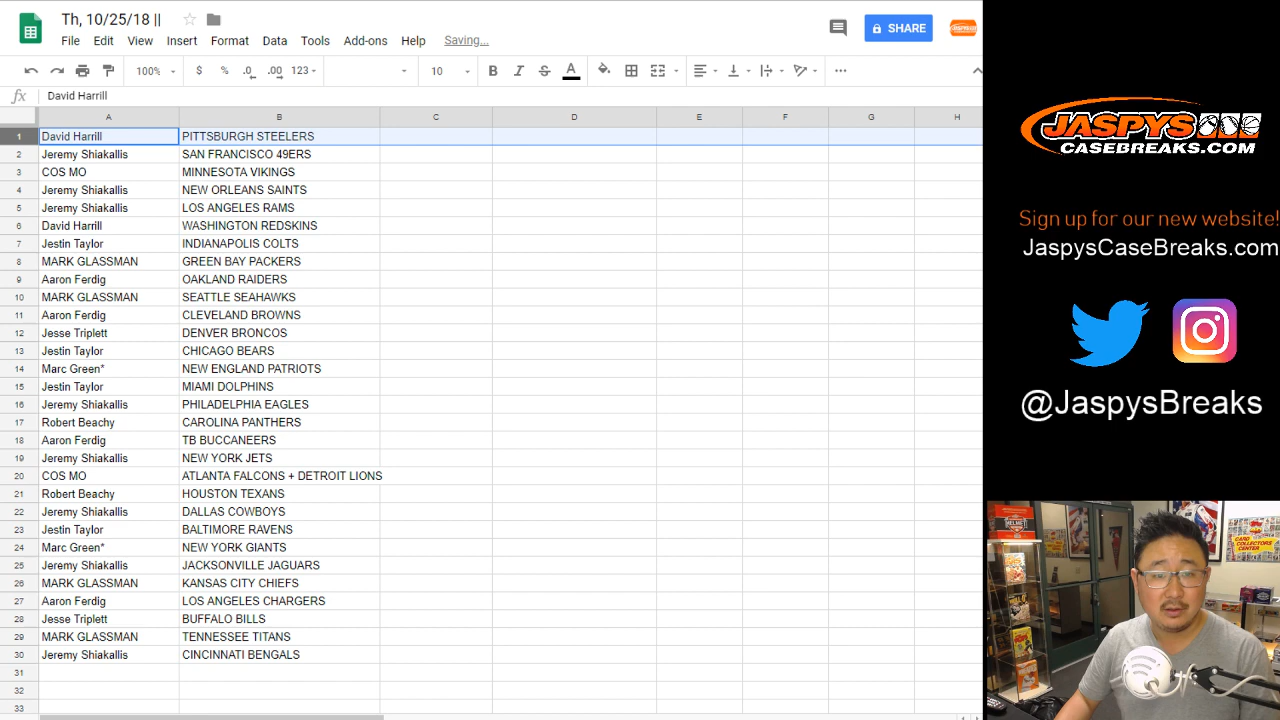 Th, 10/25/18 ||
SHARE
File Edit View Insert Format Data Tools Add-ons Help Saving...
100% $ % .0 .00 123 10 B I S A
fx David Harrill
A B C D E F G H
1 David Harrill PITTSBURGH STEELERS
2 Jeremy Shiakallis SAN FRANCISCO 49ERS
3 COS MO MINNESOTA VIKINGS
4 Jeremy Shiakallis NEW ORLEANS SAINTS
5 Jeremy Shiakallis LOS ANGELES RAMS
6 David Harrill WASHINGTON REDSKINS
7 Jestin Taylor INDIANAPOLIS COLTS
8 MARK GLASSMAN GREEN BAY PACKERS
9 Aaron Ferdig OAKLAND RAIDERS
10 MARK GLASSMAN SEATTLE SEAHAWKS
11 Aaron Ferdig CLEVELAND BROWNS
12 Jesse Triplett DENVER BRONCOS
13 Jestin Taylor CHICAGO BEARS
14 Marc Green* NEW ENGLAND PATRIOTS
15 Jestin Taylor MIAMI DOLPHINS
16 Jeremy Shiakallis PHILADELPHIA EAGLES
17 Robert Beachy CAROLINA PANTHERS
18 Aaron Ferdig TB BUCCANEERS
19 Jeremy Shiakallis NEW YORK JETS
20 COS MO ATLANTA FALCONS + DETROIT LIONS
21 Robert Beachy HOUSTON TEXANS
22 Jeremy Shiakallis DALLAS COWBOYS
23 Jestin Taylor BALTIMORE RAVENS
24 Marc Green* NEW YORK GIANTS
25 Jeremy Shiakallis JACKSONVILLE JAGUARS
26 MARK GLASSMAN KANSAS CITY CHIEFS
27 Aaron Ferdig LOS ANGELES CHARGERS
28 Jesse Triplett BUFFALO BILLS
29 MARK GLASSMAN TENNESSEE TITANS
30 Jeremy Shiakallis CINCINNATI BENGALS
31
32
33
JASPYS
CASEBREAKS.COM
Sign up for our new website!
JaspysCaseBreaks.com
@JaspysBreaks
CARD
COLLECTORS
CENTER